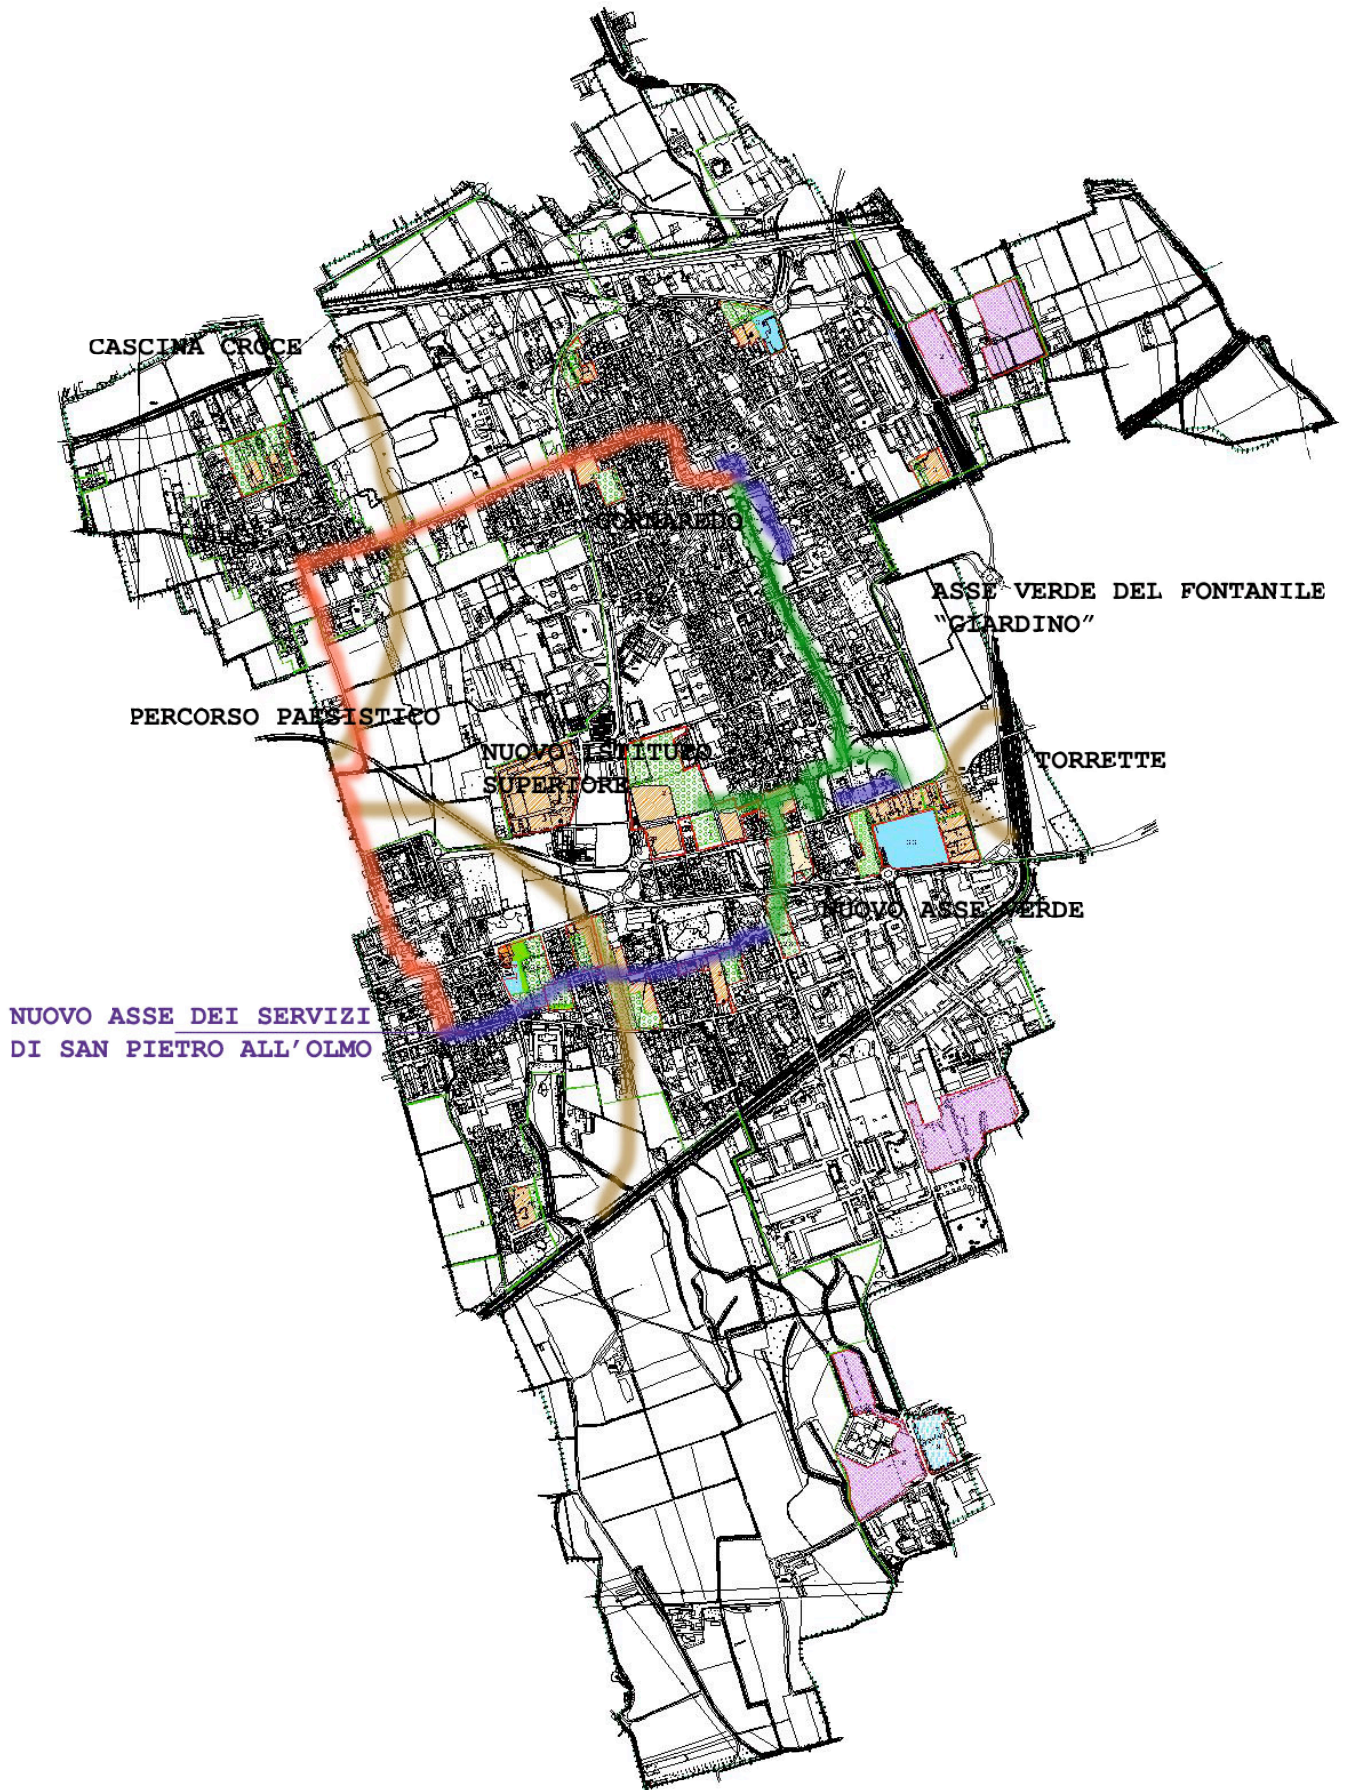 CASCINA CROCE
CORNAREDO
ASSE VERDE DEL FONTANILE
“GIARDINO”
PERCORSO PAESISTICO
NUOVO ISTITUTO
SUPERIORE
TORRETTE
NUOVO ASSE VERDE
NUOVO ASSE DEI SERVIZI
DI SAN PIETRO ALL’OLMO